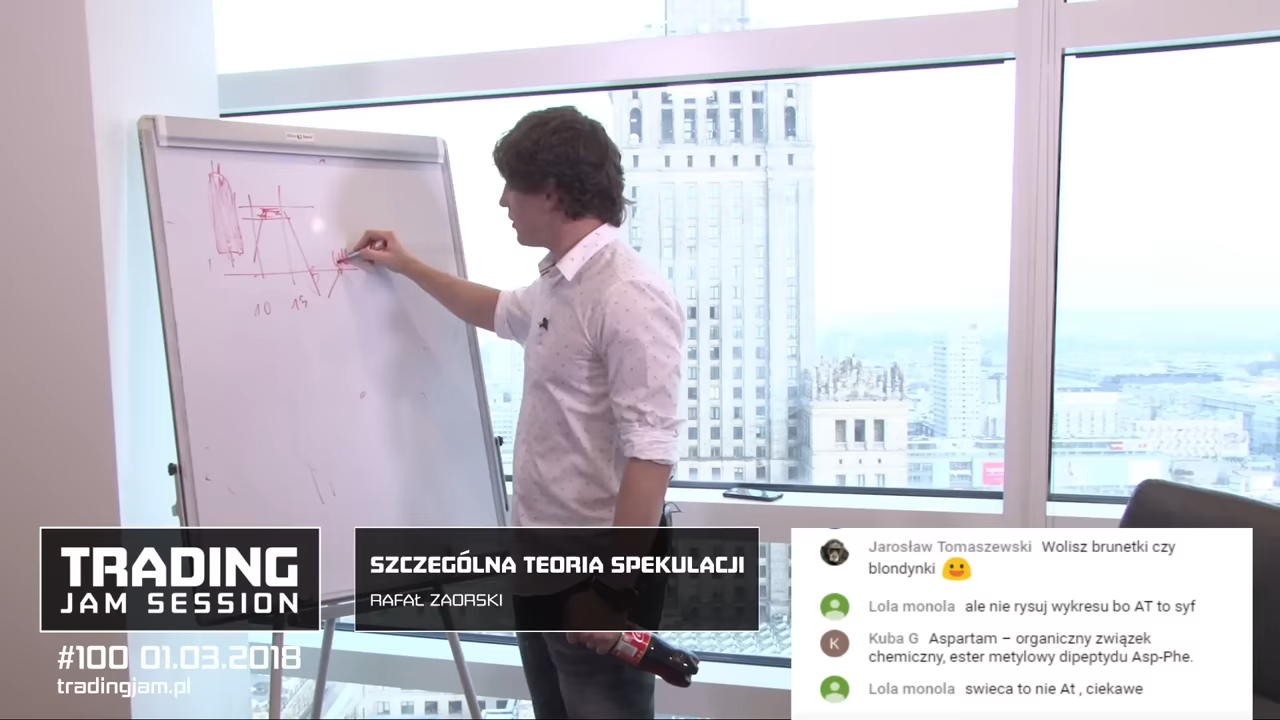 10 15
TRADING
JAM SESSION
#100 01.03.2018
tradingjam.pl
SZCZEGÓLNA TEORIA SPEKULACJI
RAFAŁ ZAORSKI
Jarosław Tomaszewski Wolisz brunetki czy
blondynki
Lola monola ale nie rysuj wykresu bo AT to syf
K
Kuba G Aspartam – organiczny związek
chemiczny, ester metylowy dipeptydu Asp-Phe.
Lola monola swieca to nie At , ciekawe